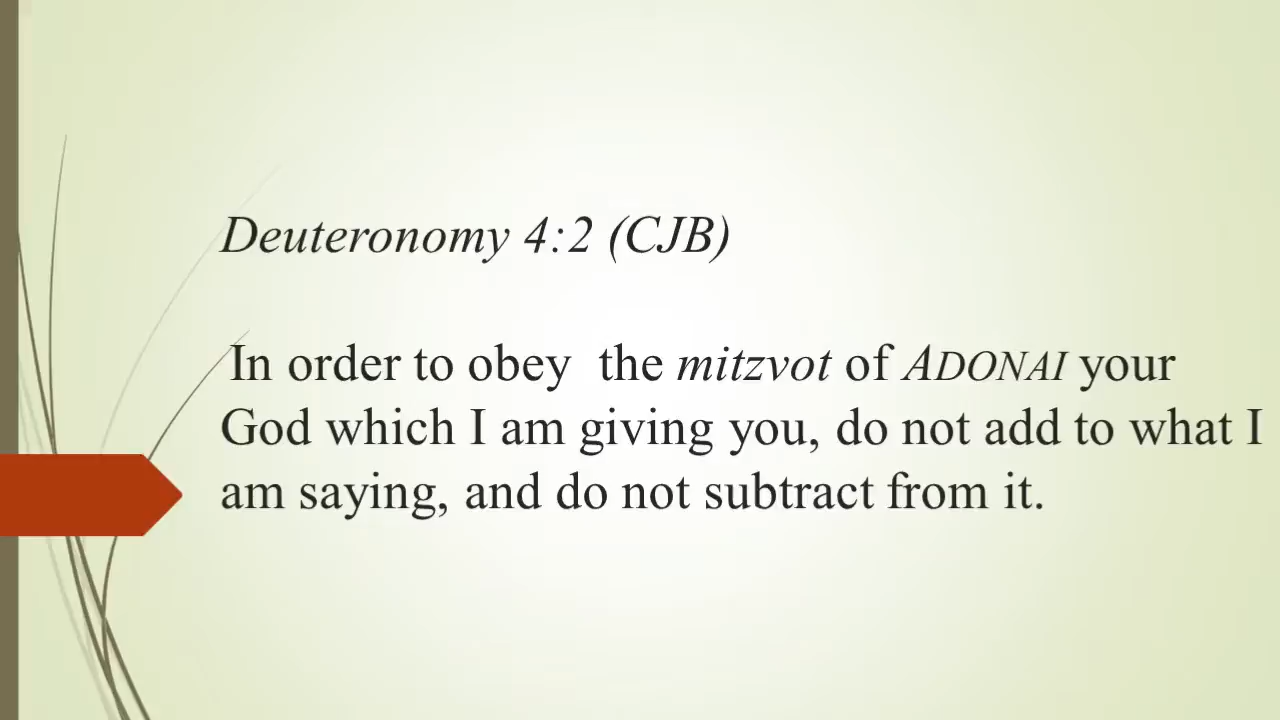 Deuteronomy 4:2 (CJB)
In order to obey  the mitzvot of ADONAI your
God which I am giving you, do not add to what I
am saying, and do not subtract from it.